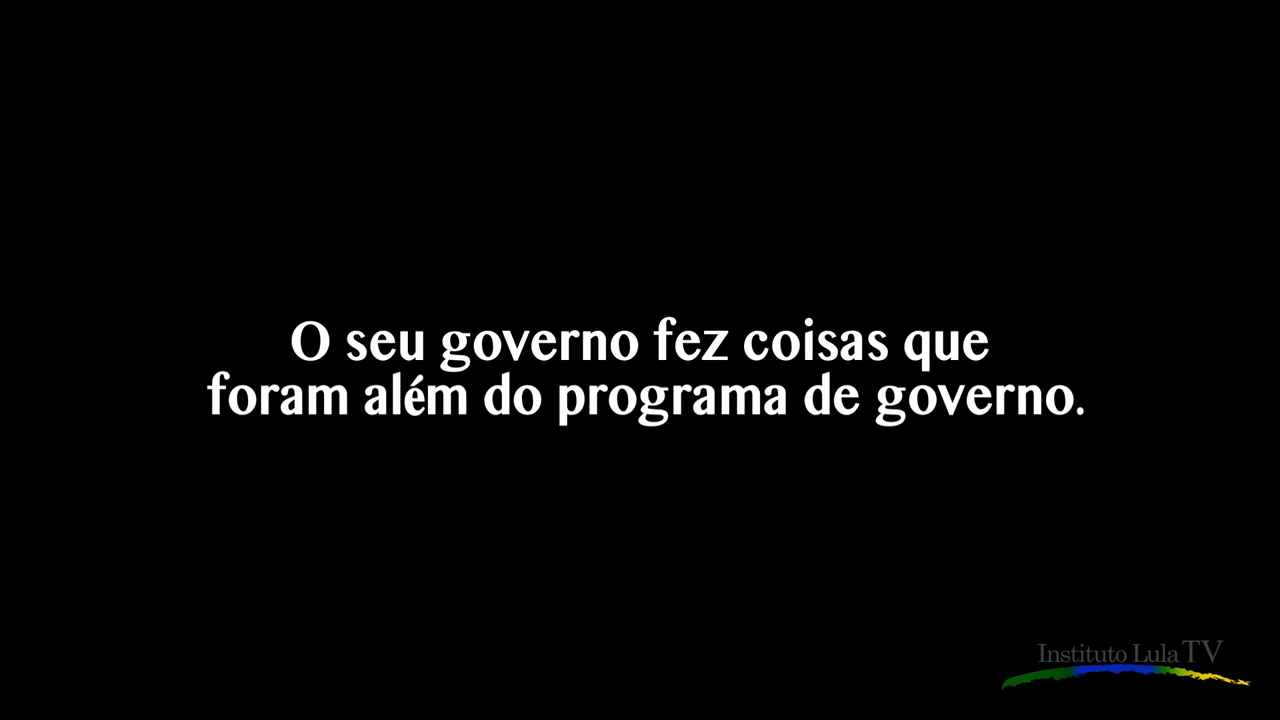 O seu governo fez coisas que
foram além do programa de governo.
Instituto Lula TV